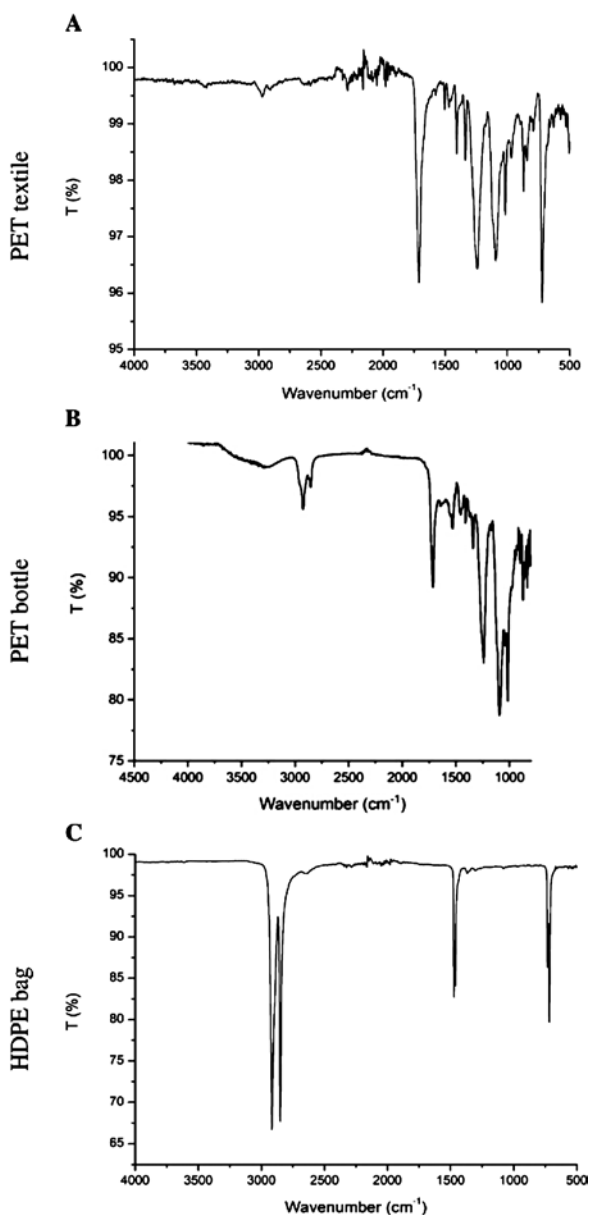 A
PET textile
T (%)
100
99
98
97
96
95
4000 3500 3000 2500 2000 1500 1000 500
Wavenumber (cm-1)
B
PET bottle
T (%)
100
95
90
85
80
75
4500 4000 3500 3000 2500 2000 1500 1000
Wavenumber (cm-1)
C
HDPE bag
T (%)
100
95
90
85
80
75
70
65
4000 3500 3000 2500 2000 1500 1000 500
Wavenumber (cm-1)